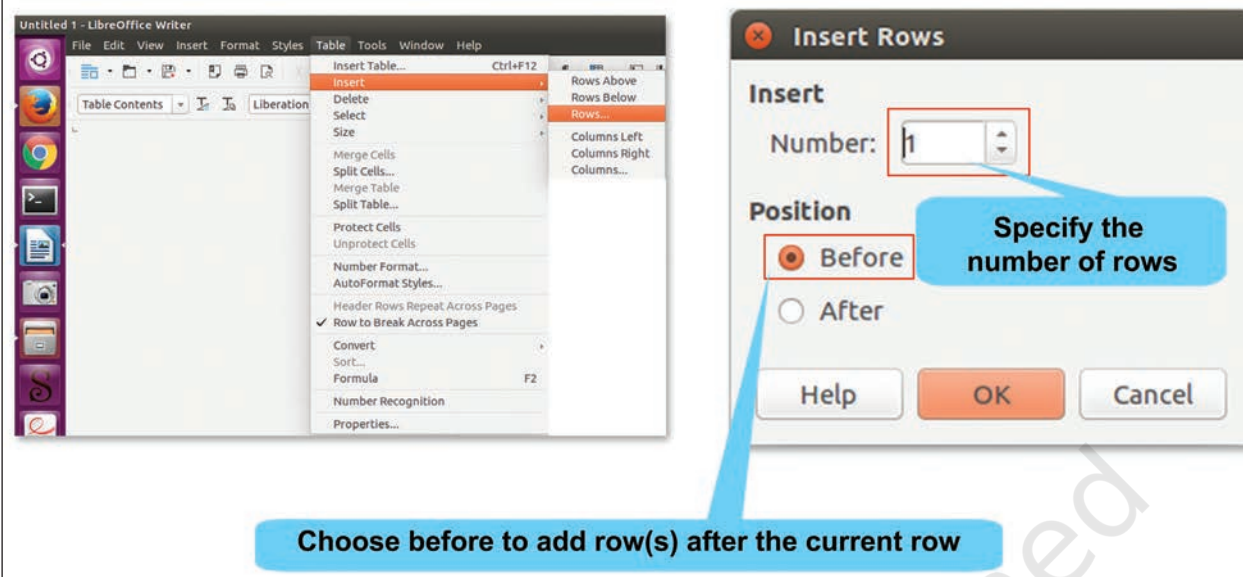 Untitled 1 - LibreOffice Writer
File Edit View Insert Format Styles Table Tools Window Help
Table Contents
Liberation
Insert Table... Ctrl+F12
Insert
Delete
Select
Size
Merge Cells
Split Cells...
Merge Table
Split Table...
Protect Cells
Unprotect Cells
Number Format...
AutoFormat Styles...
Header Rows Repeat Across Pages
✓ Row to Break Across Pages
Convert
Sort...
Formula F2
Number Recognition
Properties...
Rows Above
Rows Below
Rows...
Columns Left
Columns Right
Columns...
Insert Rows
Insert
Number: 1
Position
Before
After
Help OK Cancel
Specify the
number of rows
Choose before to add row(s) after the current row